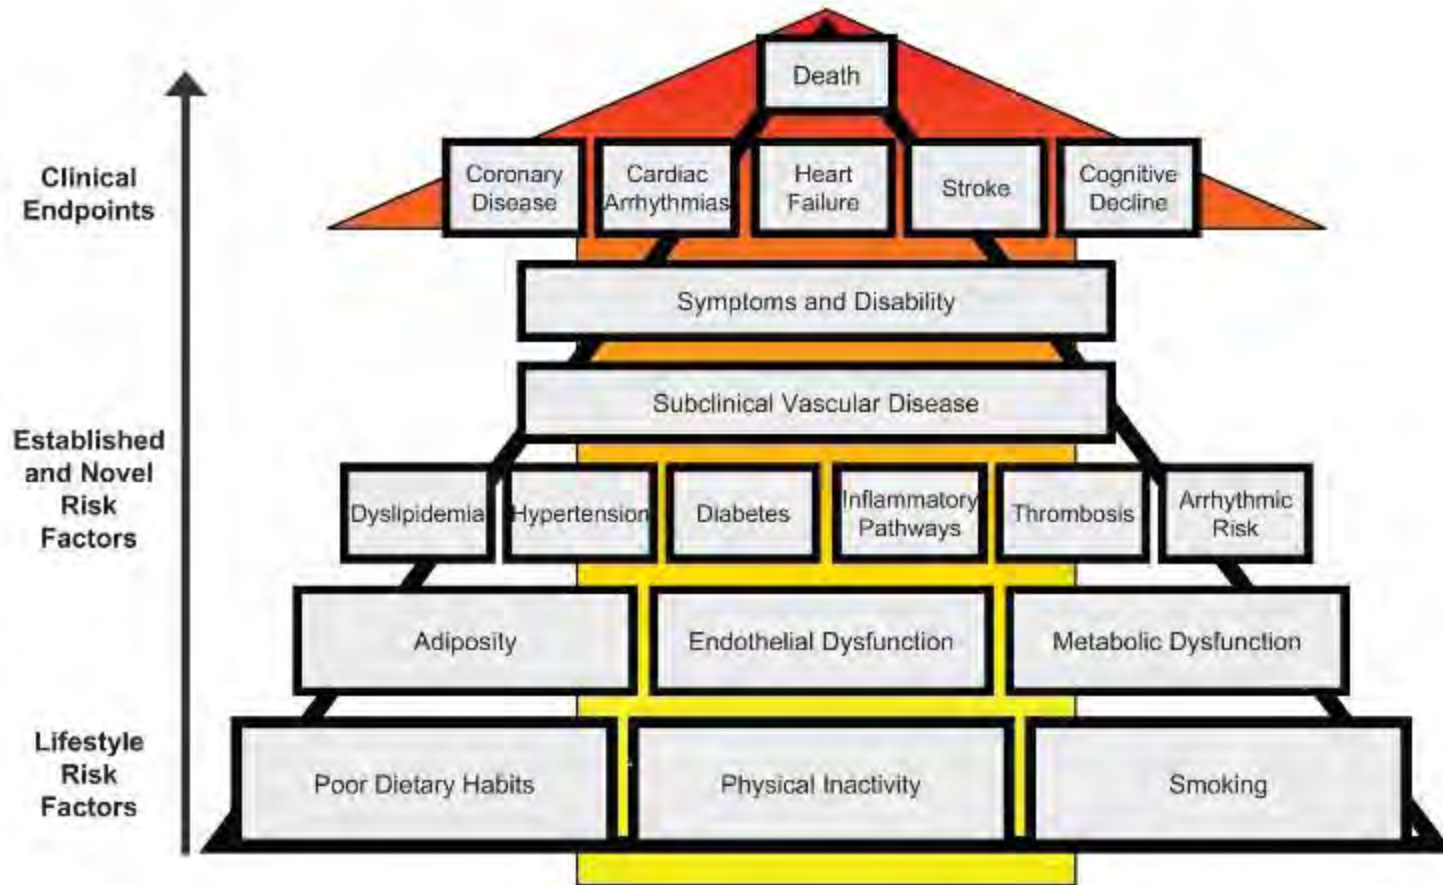 Death
Clinical
Endpoints
Coronary
Disease
Cardiac
Arrhythmias
Heart
Failure
Stroke
Cognitive
Decline
Symptoms and Disability
Subclinical Vascular Disease
Established
and Novel
Risk
Factors
Dyslipidemia
Hypertension
Diabetes
Inflammatory
Pathways
Thrombosis
Arrhythmic
Risk
Adiposity
Endothelial Dysfunction
Metabolic Dysfunction
Lifestyle
Risk
Factors
Poor Dietary Habits
Physical Inactivity
Smoking